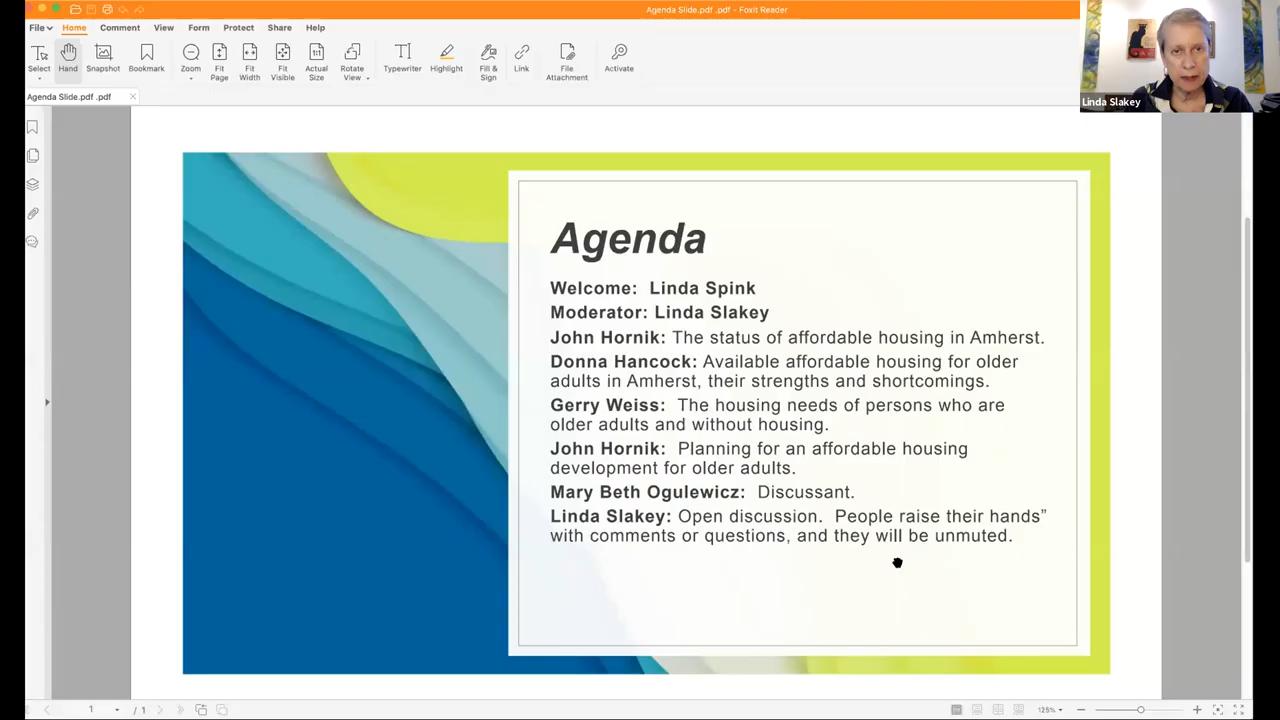 Agenda Slide.pdf .pdf - Foxit Reader
File Home Comment View Form Protect Share Help
Select Hand Snapshot Bookmark Zoom Fit Page Fit Width Fit Visible Actual Size Rotate View Typewriter Highlight Fill & Sign Link File Attachment Activate
Agenda Slide.pdf .pdf
Linda Slakey
Agenda
Welcome: Linda Spink
Moderator: Linda Slakey
John Hornik: The status of affordable housing in Amherst.
Donna Hancock: Available affordable housing for older
adults in Amherst, their strengths and shortcomings.
Gerry Weiss: The housing needs of persons who are
older adults and without housing.
John Hornik: Planning for an affordable housing
development for older adults.
Mary Beth Ogulewicz: Discussant.
Linda Slakey: Open discussion. People raise their hands”
with comments or questions, and they will be unmuted.
1 / 1 125%